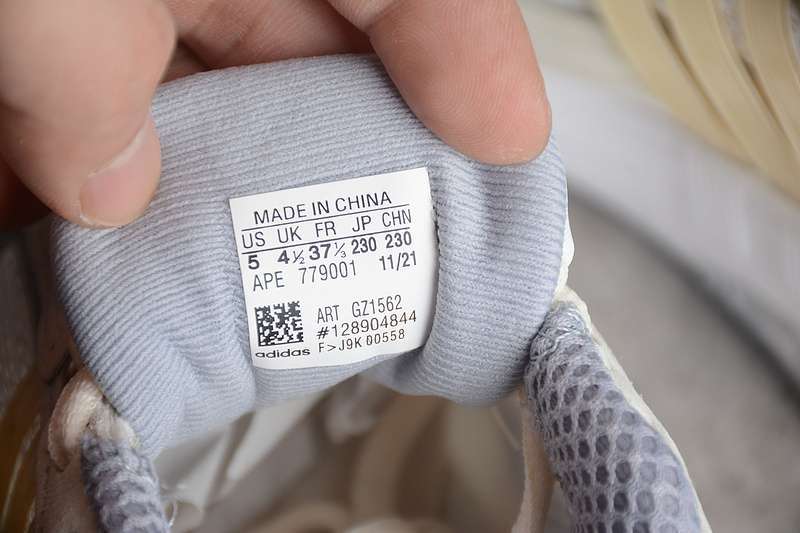 MADE IN CHINA
US UK FR JP CHN
5 4½ 37⅓ 230 230
APE 779001 11/21
ART GZ1562
#128904844
adidas F>J9K 00558